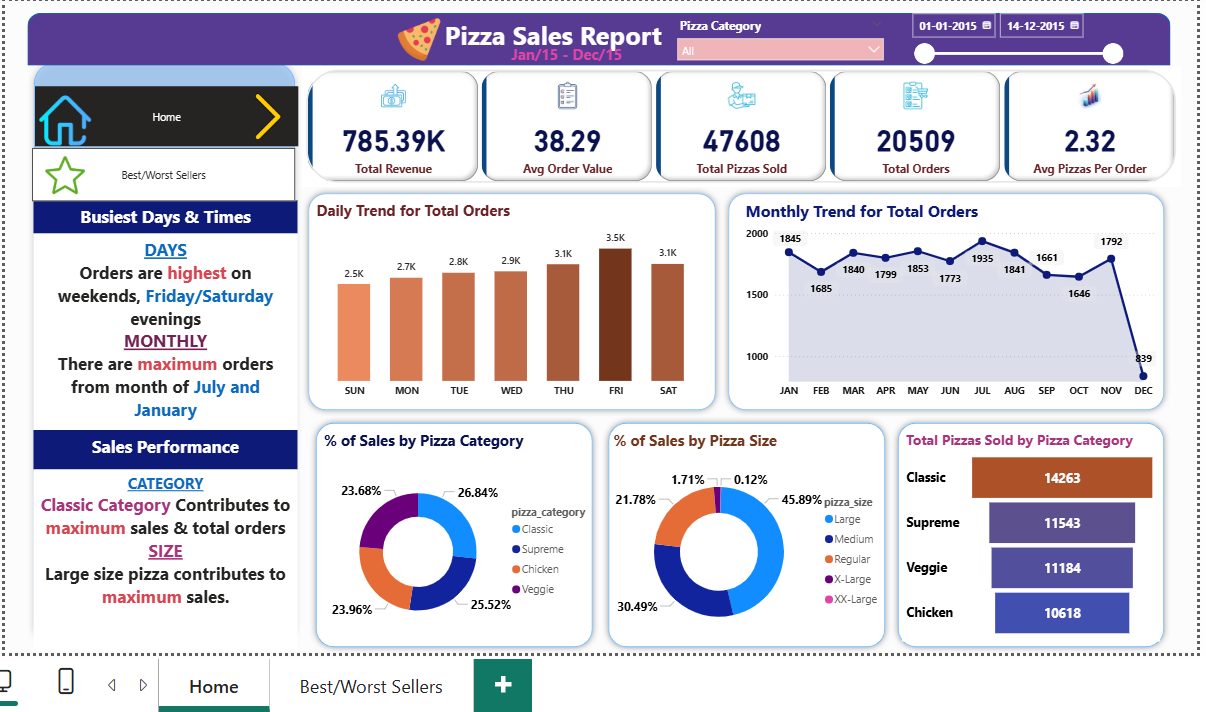 Pizza Sales Report
Jan/15 - Dec/15
Pizza Category
All
01-01-2015
14-12-2015
Home
Best/Worst Sellers
Busiest Days & Times
DAYS
Orders are highest on
weekends, Friday/Saturday
evenings
MONTHLY
There are maximum orders
from month of July and
January
Sales Performance
CATEGORY
Classic Category Contributes to
maximum sales & total orders
SIZE
Large size pizza contributes to
maximum sales.
785.39K
Total Revenue
38.29
Avg Order Value
47608
Total Pizzas Sold
20509
Total Orders
2.32
Avg Pizzas Per Order
Daily Trend for Total Orders
2.5K
2.7K
2.8K
2.9K
3.1K
3.5K
3.1K
SUN MON TUE WED THU FRI SAT
Monthly Trend for Total Orders
2000
1500
1000
1845
1685
1840
1799
1853
1773
1935
1841
1661
1646
1792
839
JAN FEB MAR APR MAY JUN JUL AUG SEP OCT NOV DEC
% of Sales by Pizza Category
23.68%
26.84%
23.96%
25.52%
pizza_category
Classic
Supreme
Chicken
Veggie
% of Sales by Pizza Size
1.71%
0.12%
21.78%
45.89%
30.49%
pizza_size
Large
Medium
Regular
X-Large
XX-Large
Total Pizzas Sold by Pizza Category
Classic 14263
Supreme 11543
Veggie 11184
Chicken 10618
Home
Best/Worst Sellers
+